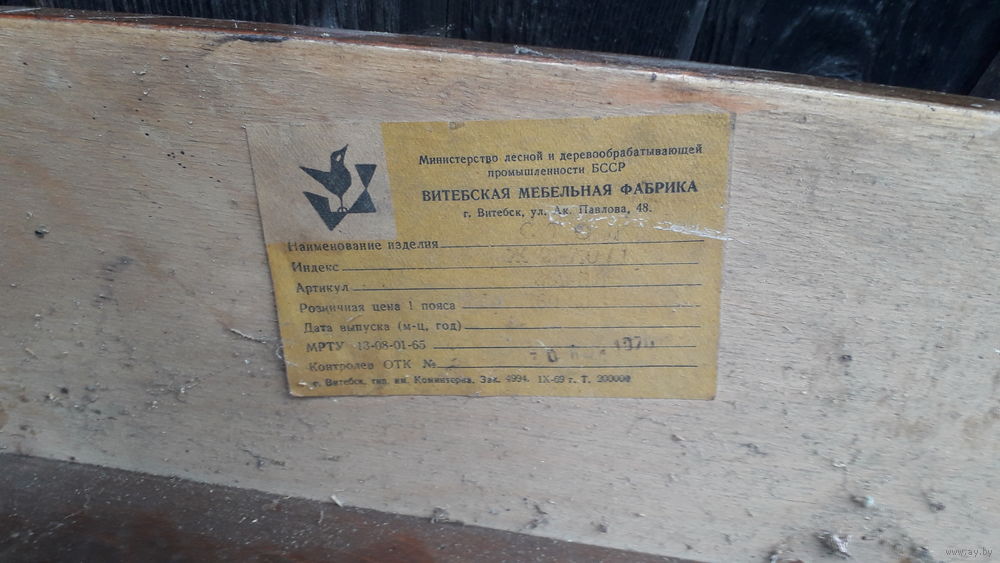 Министерство лесной и деревообрабатывающей
промышленности БССР
ВИТЕБСКАЯ МЕБЕЛЬНАЯ ФАБРИКА
г. Витебск, ул. Ак. Павлова, 48.
Наименование изделия
Индекс
Артикул
Розничная цена 1 пояса
Дата выпуска (м-ц, год)
МРТУ 13-08-01-65
Контролер ОТК №
г. Витебск, тип. им. Коминтерна. Зак. 4994. IX-69 г. Т. 200000
www.ay.by